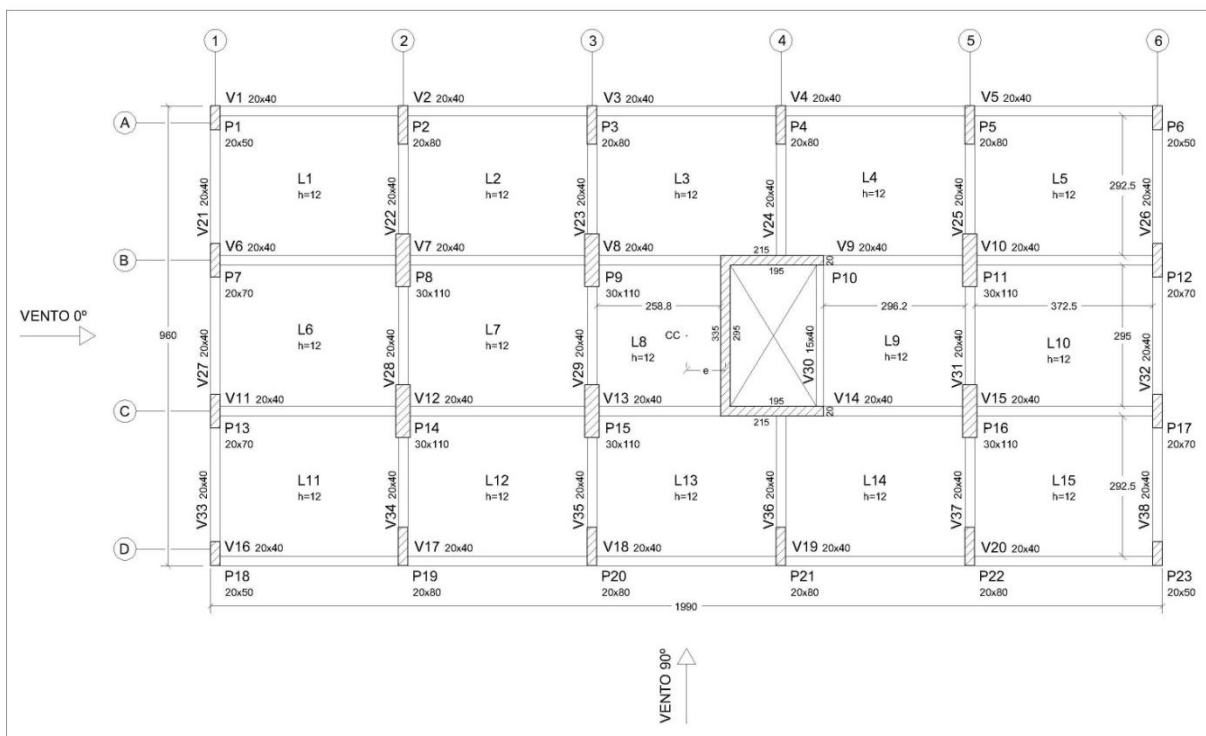 1 2 3 4 5 6
V1 20x40 V2 20x40 V3 20x40 V4 20x40 V5 20x40
A
P1 P2 P3 P4 P5 P6
20x50 20x80 20x80 20x80 20x80 20x50
V21 20x40 V22 20x40 V23 20x40 V24 20x40 V25 20x40 V26 20x40
L1 L2 L3 L4 L5
h=12 h=12 h=12 h=12 h=12
292.5
V6 20x40 V7 20x40 V8 20x40 215 V9 20x40 V10 20x40
B
195 20
P7 P8 P9 P10 P11 P12
20x70 30x110 30x110 30x110 20x70
258.8 296.2 372.5
VENTO 0º
960
V27 20x40 V28 20x40 V29 20x40 V30 15x40 V31 20x40 V32 20x40
L6 L7 L8 L9 L10
h=12 h=12 h=12 h=12 h=12
CC
e
335 295 295
V11 20x40 V12 20x40 V13 20x40 195 V14 20x40 V15 20x40
C
215 20
P13 P14 P15 P16 P17
20x70 30x110 30x110 30x110 20x70
V33 20x40 V34 20x40 V35 20x40 V36 20x40 V37 20x40 V38 20x40
L11 L12 L13 L14 L15
h=12 h=12 h=12 h=12 h=12
292.5
V16 20x40 V17 20x40 V18 20x40 V19 20x40 V20 20x40
D
P18 P19 P20 P21 P22 P23
20x50 20x80 20x80 20x80 20x80 20x50
1990
VENTO 90º